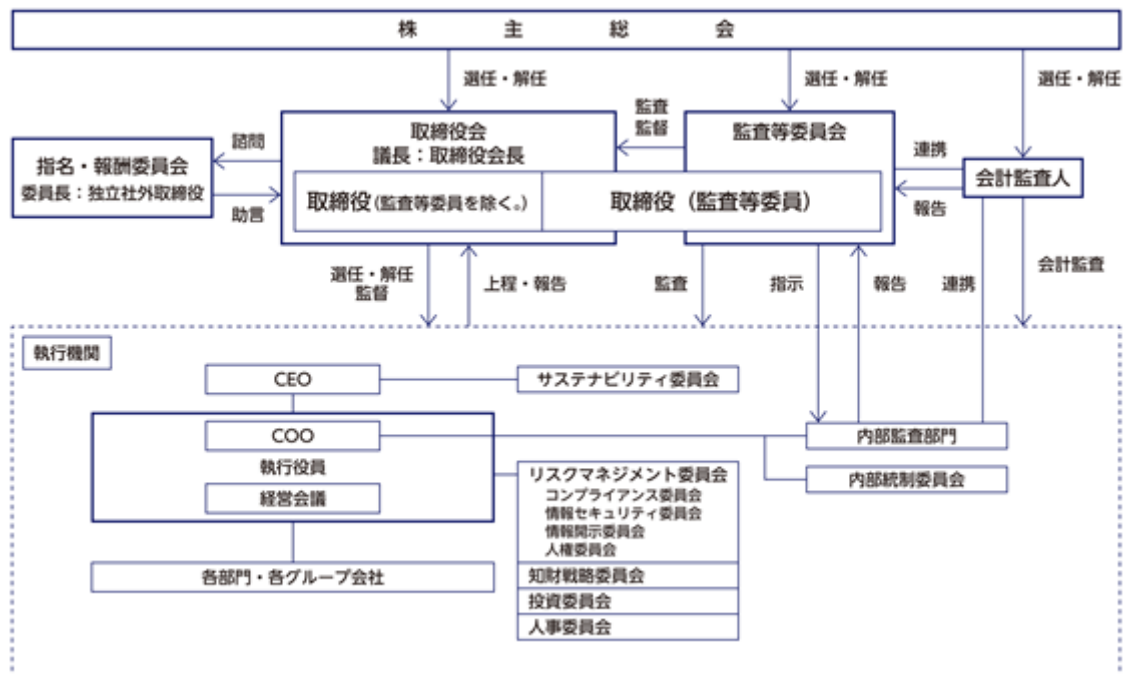 株主総会
選任・解任
選任・解任
選任・解任
監査
監督
取締役会
議長：取締役会長
監査等委員会
諮問
連携
指名・報酬委員会
委員長：独立社外取締役
会計監査人
取締役(監査等委員を除く。)
取締役（監査等委員）
助言
報告
選任・解任
監督
上程・報告
監査
指示
報告
連携
会計監査
執行機関
CEO
サステナビリティ委員会
COO
内部監査部門
執行役員
リスクマネジメント委員会
コンプライアンス委員会
情報セキュリティ委員会
情報開示委員会
人権委員会
内部統制委員会
経営会議
各部門・各グループ会社
知財戦略委員会
投資委員会
人事委員会